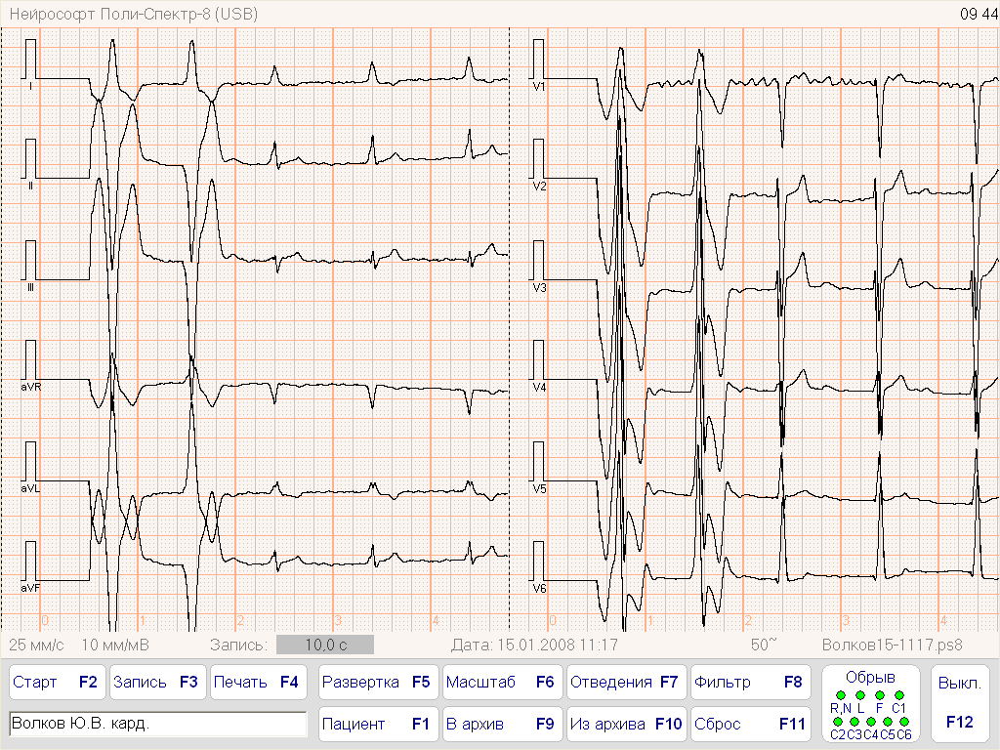 Нейрософт Поли-Спектр-8 (USB) 09 44
I V1
II V2
III V3
aVR V4
aVL V5
aVF V6
0 1 2 3 4 0 1 2 3 4
25 мм/с 10 мм/мВ Запись: 10,0 с Дата: 15.01.2008 11:17 50~ Волков15-1117.ps8
Старт F2 Запись F3 Печать F4 Развертка F5 Масштаб F6 Отведения F7 Фильтр F8 Обрыв Выкл.
R,N L F C1
Волков Ю.В. кард. Пациент F1 В архив F9 Из архива F10 Сброс F11 F12
C2 C3 C4 C5 C6